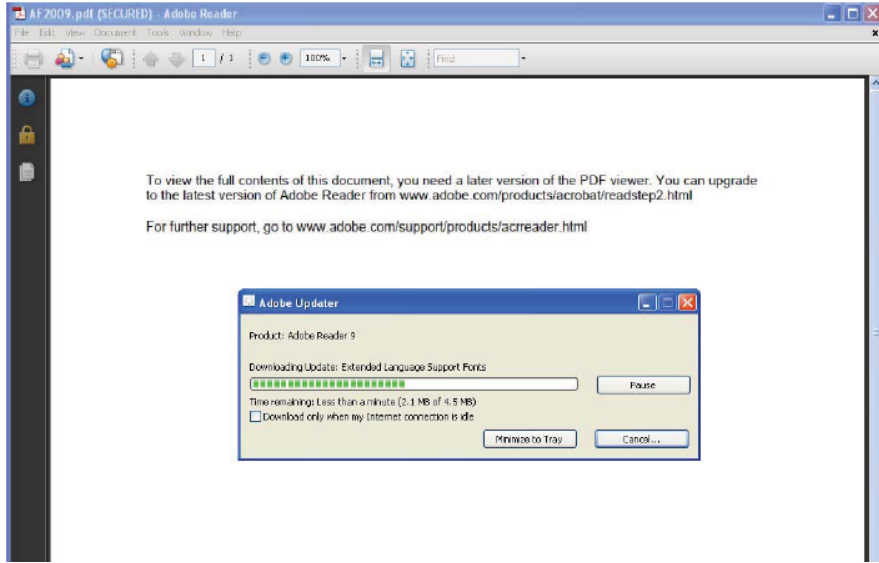 AF2009.pdf (SECURED) - Adobe Reader
File Edit View Document Tools Window Help
1 / 1 100% Find
To view the full contents of this document, you need a later version of the PDF viewer. You can upgrade
to the latest version of Adobe Reader from www.adobe.com/products/acrobat/readstep2.html
For further support, go to www.adobe.com/support/products/acrreader.html
Adobe Updater
Product: Adobe Reader 9
Downloading Update: Extended Language Support Fonts
Pause
Time remaining: Less than a minute (2.1 MB of 4.5 MB)
Download only when my Internet connection is idle
Minimize to Tray Cancel...